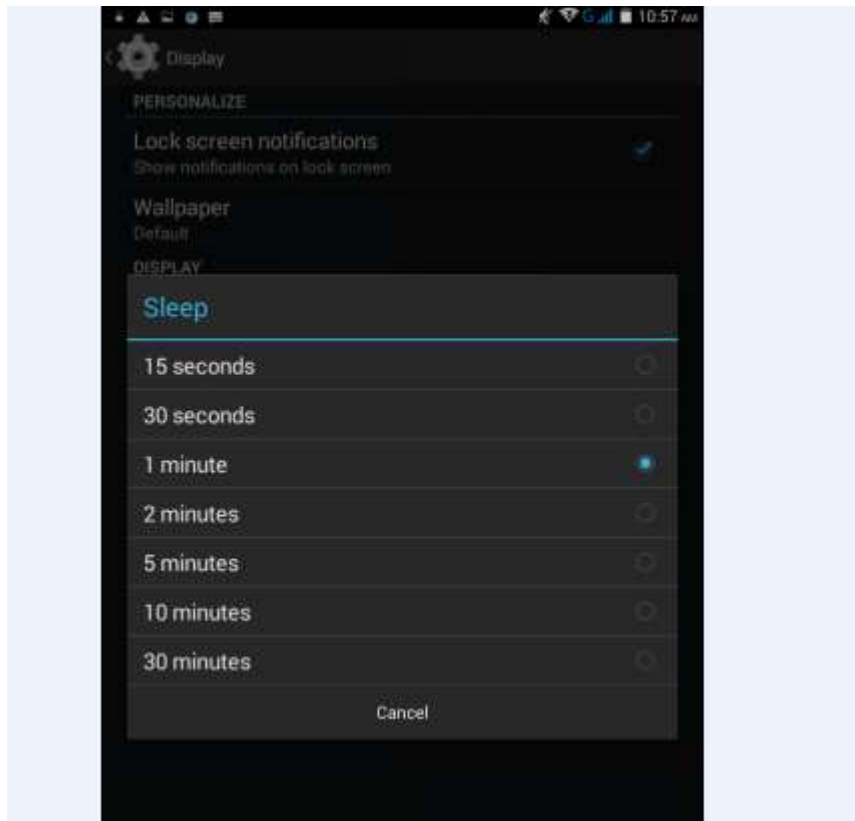 G 10:57 AM
Display
PERSONALIZE
Lock screen notifications
Show notifications on lock screen
Wallpaper
Default
DISPLAY
Sleep
15 seconds
30 seconds
1 minute
2 minutes
5 minutes
10 minutes
30 minutes
Cancel